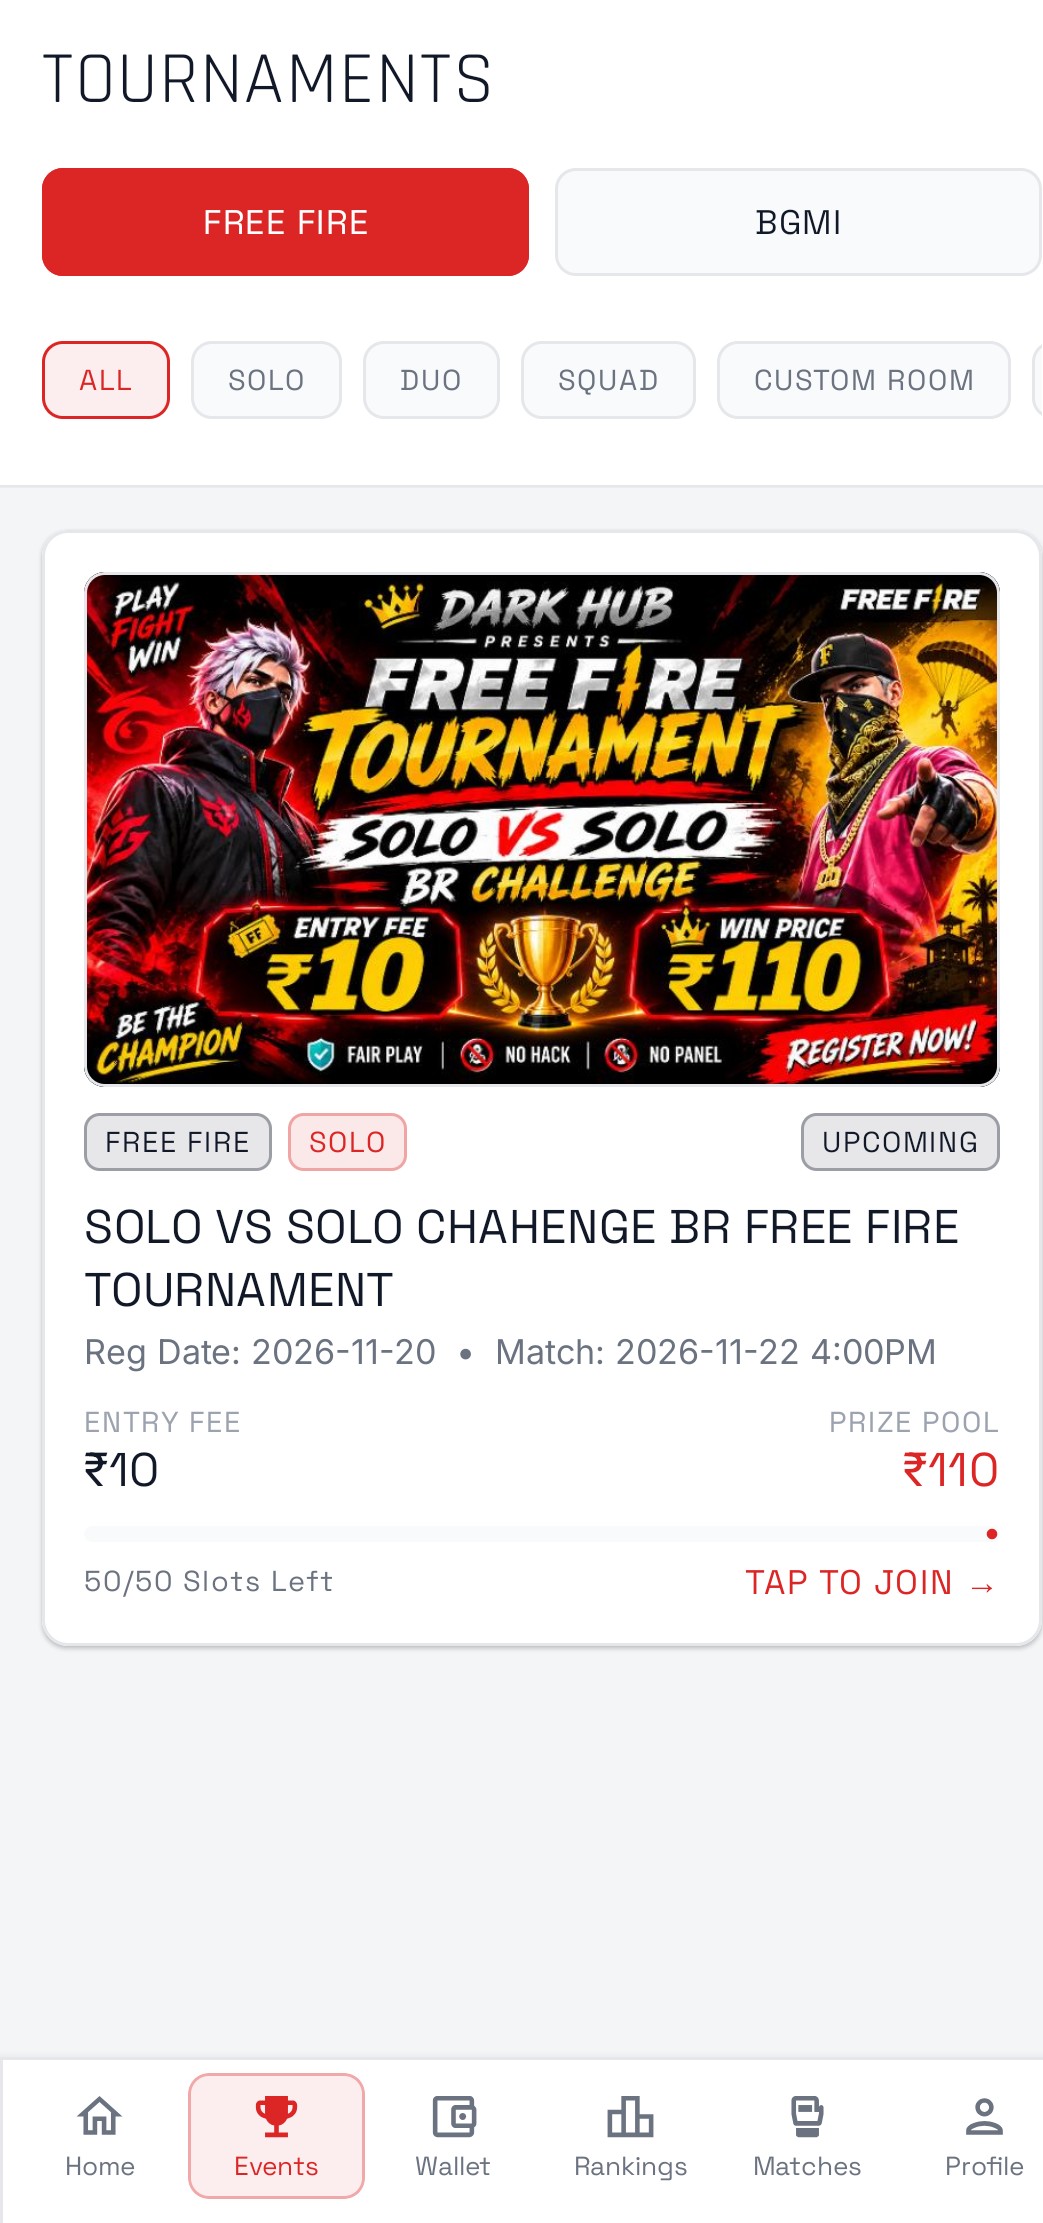 TOURNAMENTS
FREE FIRE
BGMI
ALL
SOLO
DUO
SQUAD
CUSTOM ROOM
PLAY
FIGHT
WIN
DARK HUB
PRESENTS
FREE FIRE
FREE FIRE
TOURNAMENT
SOLO VS SOLO
BR CHALLENGE
FF
ENTRY FEE
₹10
WIN PRICE
₹110
BE THE
CHAMPION
FAIR PLAY | NO HACK | NO PANEL
REGISTER NOW!
FREE FIRE
SOLO
UPCOMING
SOLO VS SOLO CHAHENGE BR FREE FIRE
TOURNAMENT
Reg Date: 2026-11-20 • Match: 2026-11-22 4:00PM
ENTRY FEE
PRIZE POOL
₹10
₹110
50/50 Slots Left
TAP TO JOIN →
Home
Events
Wallet
Rankings
Matches
Profile